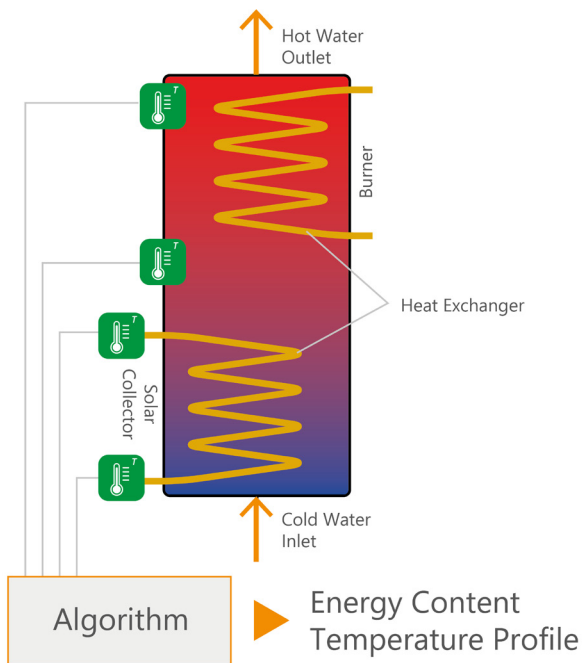 Hot Water
Outlet
T
Burner
T
Heat Exchanger
T
Solar
Collector
T
Cold Water
Inlet
Algorithm
Energy Content
Temperature Profile